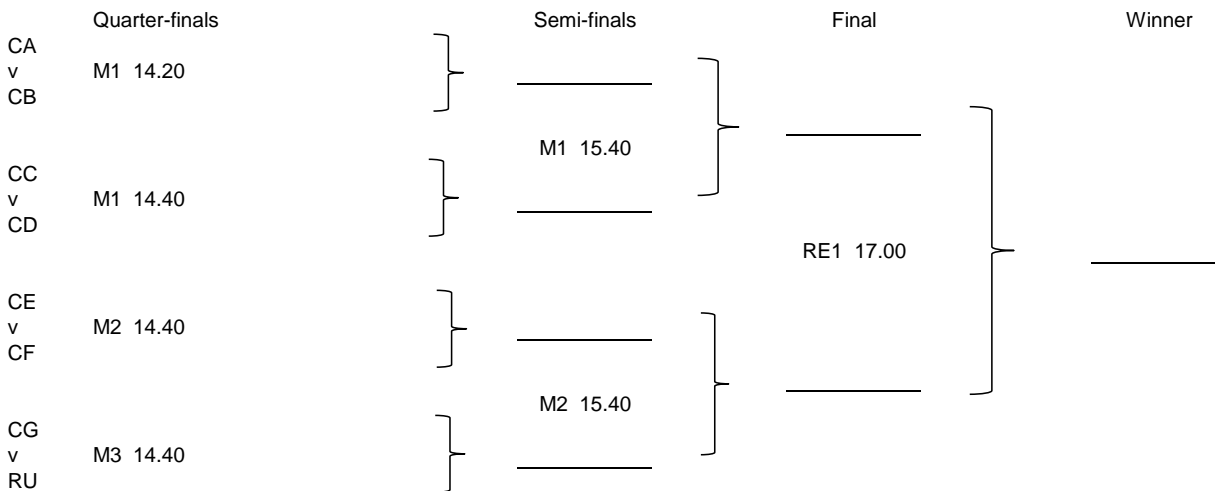 Quarter-finals Semi-finals Final Winner
CA
v M1 14.20
CB
M1 15.40
CC
v M1 14.40
CD
RE1 17.00
CE
v M2 14.40
CF
M2 15.40
CG
v M3 14.40
RU